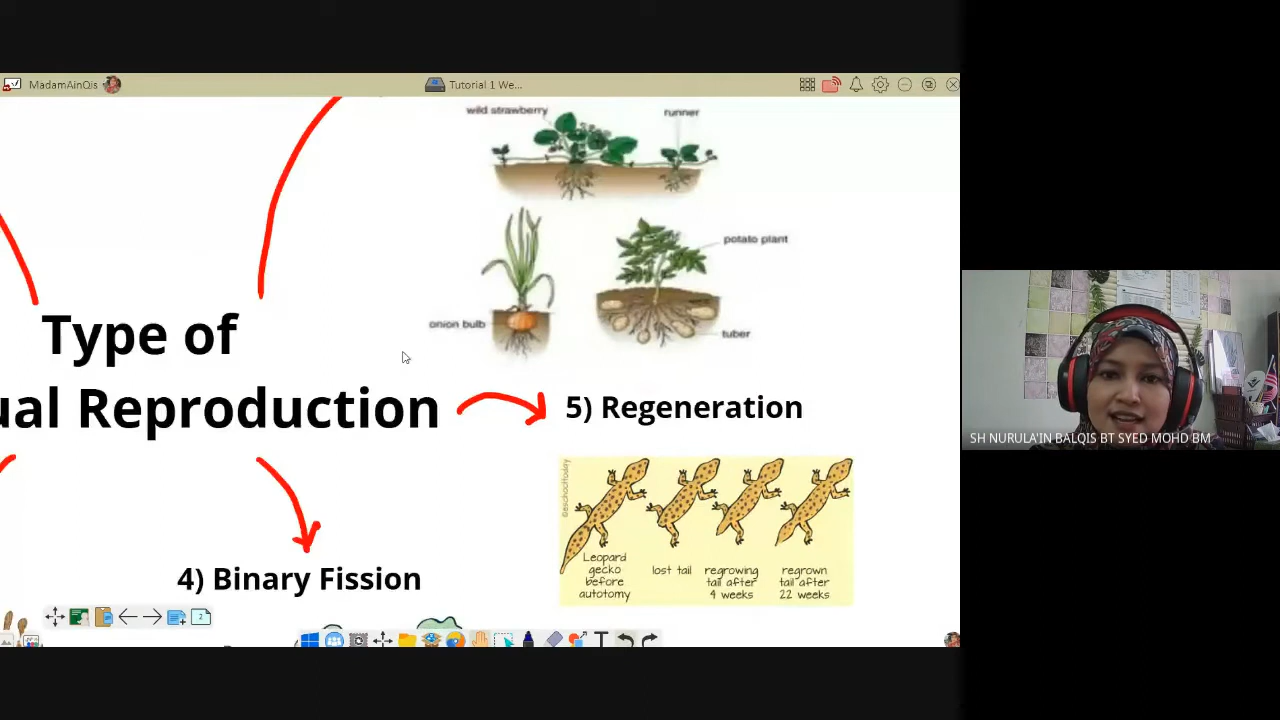 MadamAinQis
Tutorial 1 We...
wild strawberry
runner
potato plant
onion bulb
tuber
Type of
ual Reproduction
5) Regeneration
©eschooltoday
Leopard
gecko
before
autotomy
lost tail
regrowing
tail after
4 weeks
regrown
tail after
22 weeks
4) Binary Fission
2
SH NURULA'IN BALQIS BT SYED MOHD BM